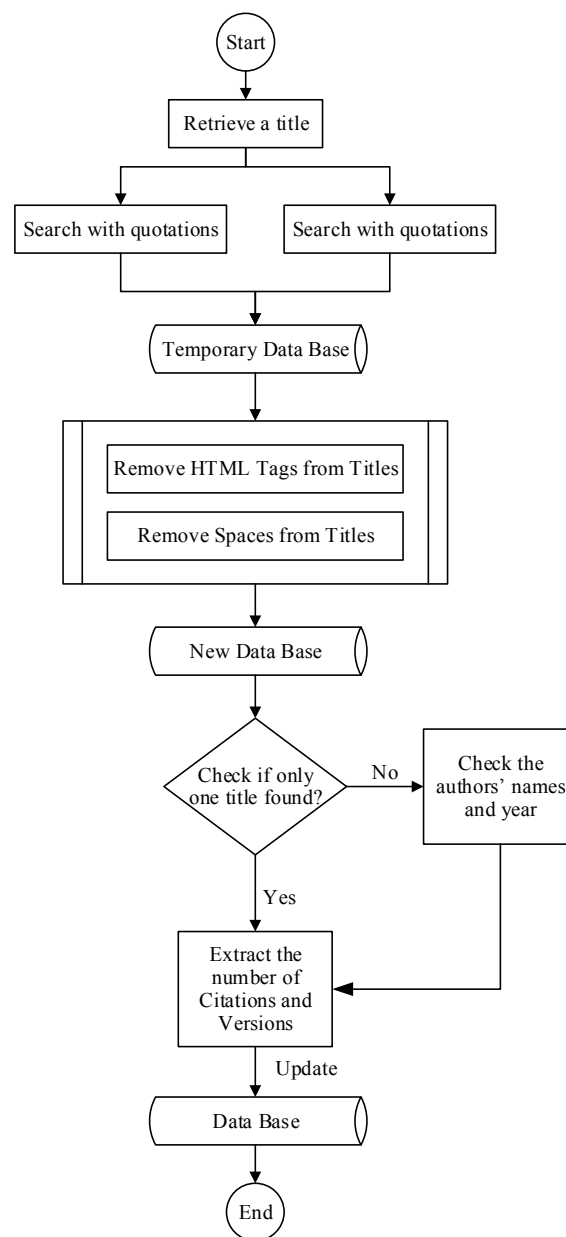 Start
Retrieve a title
Search with quotations
Search with quotations
Temporary Data Base
Remove HTML Tags from Titles
Remove Spaces from Titles
New Data Base
Check if only
one title found?
No
Check the
authors’ names
and year
Yes
Extract the
number of
Citations and
Versions
Update
Data Base
End